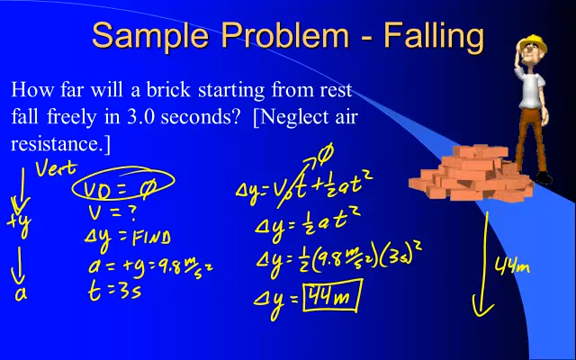 Sample Problem - Falling
How far will a brick starting from rest
fall freely in 3.0 seconds? [Neglect air
resistance.]
Vert
+y
a
V0 = ∅
V = ?
Δy = FIND
a = +g = 9.8 m/s²
t = 3s
Δy = V₀t + ½at² ∅
Δy = ½at²
Δy = ½(9.8 m/s²)(3s)²
Δy = 44m
44m